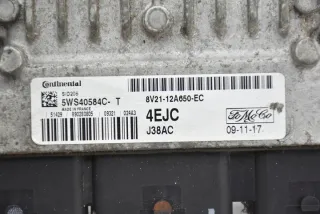 Continental
SID206
5WS40584C- T
MADE IN FRANCE
8V21-12A650-EC
4EJC
J38AC
FoMoCo
09-11-17